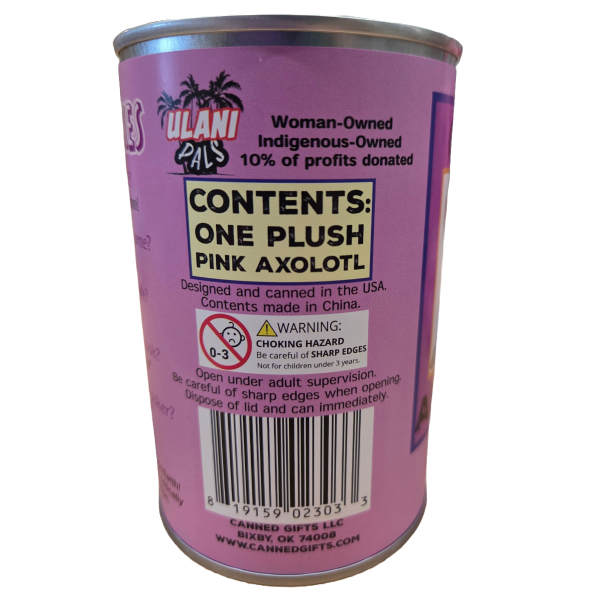 ULANI
PALS
Woman-Owned
Indigenous-Owned
10% of profits donated
CONTENTS:
ONE PLUSH
PINK AXOLOTL
Designed and canned in the USA.
Contents made in China.
0-3
WARNING:
CHOKING HAZARD
Be careful of SHARP EDGES
Not for children under 3 years.
Open under adult supervision.
Be careful of sharp edges when opening.
Dispose of lid and can immediately.
8 19159 02303 3
CANNED GIFTS LLC
BIXBY, OK 74008
WWW.CANNEDGIFTS.COM